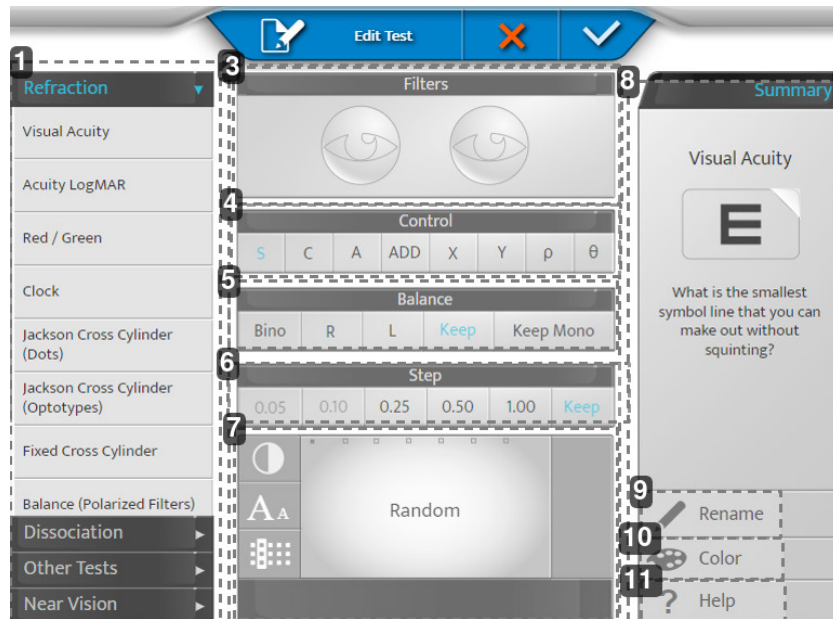 Edit Test
1
Refraction
Visual Acuity
Acuity LogMAR
Red / Green
Clock
Jackson Cross Cylinder
(Dots)
Jackson Cross Cylinder
(Optotypes)
Fixed Cross Cylinder
Balance (Polarized Filters)
Dissociation
Other Tests
Near Vision
3
Filters
4
Control
S C A ADD X Y ρ θ
5
Balance
Bino R L Keep Keep Mono
6
Step
0.05 0.10 0.25 0.50 1.00 Keep
7
A A
Random
8
Summary
Visual Acuity
E
What is the smallest
symbol line that you can
make out without
squinting?
9
Rename
10
Color
11
? Help